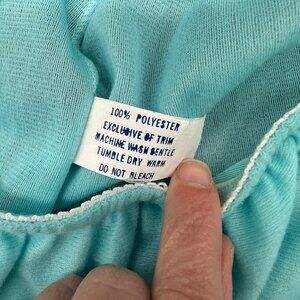 100% POLYESTER
EXCLUSIVE OF TRIM
MACHINE WASH GENTLE
TUMBLE DRY WARM
DO NOT BLEACH